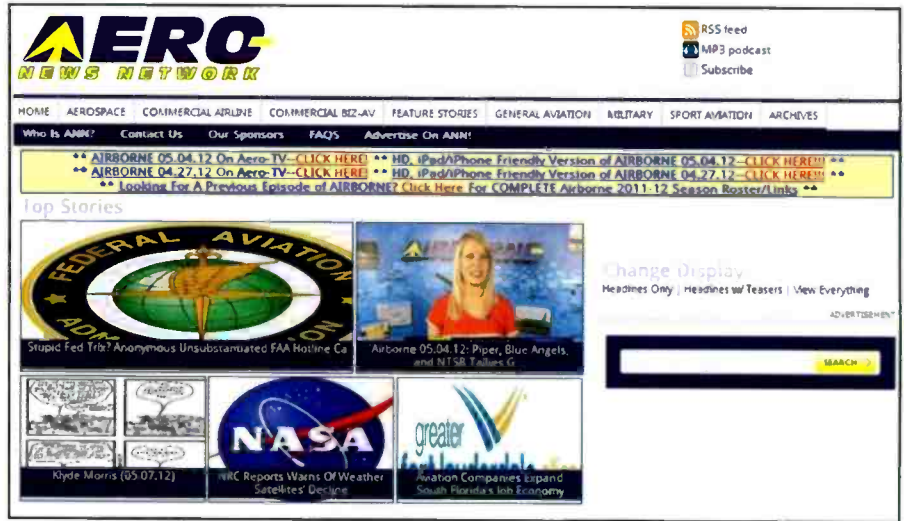 AERO
NEWS NETWORK
RSS feed
MP3 podcast
Subscribe
HOME AEROSPACE COMMERCIAL AIRLINE COMMERCIAL BIZ-AV FEATURE STORIES GENERAL AVIATION MILITARY SPORT AVIATION ARCHIVES
Who Is ANN? Contact Us Our Sponsors FAQS Advertise On ANN!
** AIRBORNE 05.04.12 On Aero-TV--CLICK HERE! ** HD, iPad/iPhone Friendly Version of AIRBORNE 05.04.12--CLICK HERE!!! **
** AIRBORNE 04.27.12 On Aero-TV--CLICK HERE! ** HD, iPad/iPhone Friendly Version of AIRBORNE 04.27.12--CLICK HERE!!! **
** Looking For A Previous Episode of AIRBORNE? Click Here For COMPLETE Airborne 2011-12 Season Roster/Links **
Top Stories
FEDERAL AVIATION
Stupid Fed Trix? Anonymous Unsubstantiated FAA Hotline Ca
Airborne 05.04.12: Piper, Blue Angels,
and NTSB Tallies G
Change Display
Headlines Only | Headlines w/ Teasers | View Everything
ADVERTISEMENT
SEARCH
Klyde Morris (05.07.12)
NASA
NRC Reports Warns Of Weather
Satellites' Decline
greater
Aviation Companies Expand
South Florida's Job Economy